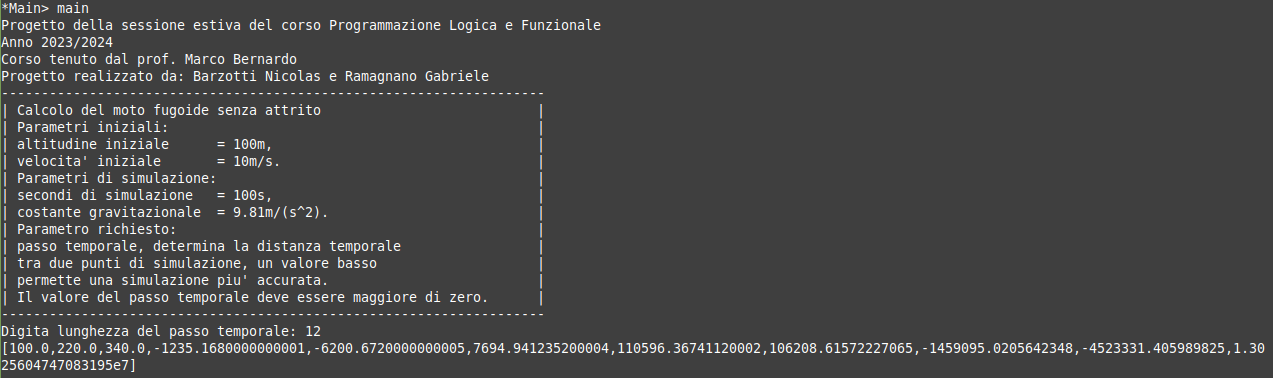 *Main> main
Progetto della sessione estiva del corso Programmazione Logica e Funzionale
Anno 2023/2024
Corso tenuto dal prof. Marco Bernardo
Progetto realizzato da: Barzotti Nicolas e Ramagnano Gabriele
--------------------------------------------------------------------
| Calcolo del moto fugoide senza attrito                           |
| Parametri iniziali:                                              |
| altitudine iniziale      = 100m,                                 |
| velocita' iniziale       = 10m/s.                                |
| Parametri di simulazione:                                        |
| secondi di simulazione   = 100s,                                 |
| costante gravitazionale  = 9.81m/(s^2).                          |
| Parametro richiesto:                                             |
| passo temporale, determina la distanza temporale                 |
| tra due punti di simulazione, un valore basso                    |
| permette una simulazione piu' accurata.                          |
| Il valore del passo temporale deve essere maggiore di zero.      |
--------------------------------------------------------------------
Digita lunghezza del passo temporale: 12
[100.0,220.0,340.0,-1235.1680000000001,-6200.6720000000005,7694.941235200004,110596.36741120002,106208.61572227065,-1459095.0205642348,-4523331.405989825,1.30
25604747083195e7]